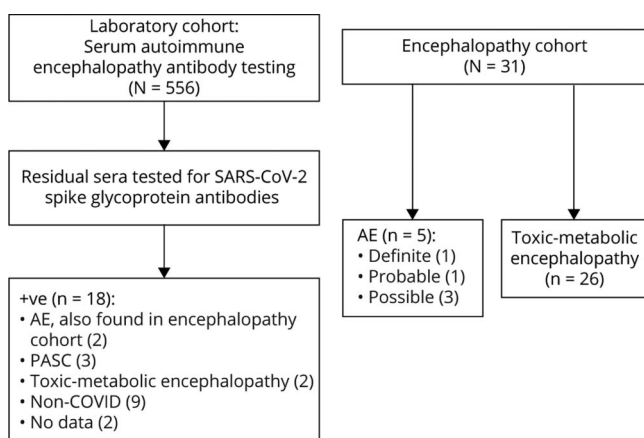 Laboratory cohort:
Serum autoimmune
encephalopathy antibody testing
(N = 556)
Residual sera tested for SARS-CoV-2
spike glycoprotein antibodies
+ve (n = 18):
• AE, also found in encephalopathy
cohort (2)
• PASC (3)
• Toxic-metabolic encephalopathy (2)
• Non-COVID (9)
• No data (2)
Encephalopathy cohort
(N = 31)
AE (n = 5):
• Definite (1)
• Probable (1)
• Possible (3)
Toxic-metabolic
encephalopathy
(n = 26)